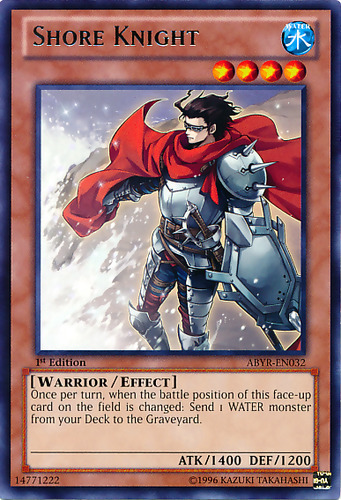 SHORE KNIGHT
WATER
水
1st Edition
ABYR-EN032
[WARRIOR / EFFECT]
Once per turn, when the battle position of this face-up
card on the field is changed: Send 1 WATER monster
from your Deck to the Graveyard.
ATK/1400 DEF/1200
14771222
©1996 KAZUKI TAKAHASHI